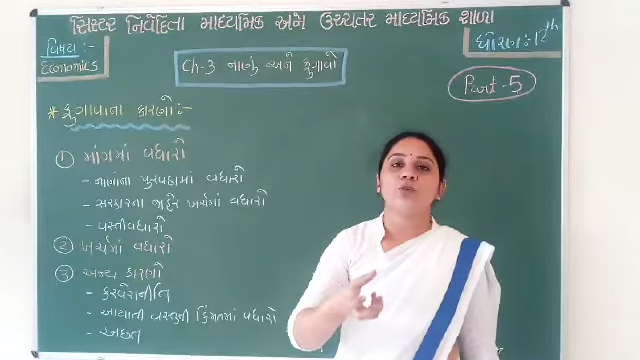 સિસ્ટર નિવેદિતા માધ્યમિક અને ઉચ્ચતર માધ્યમિક શાળા
વિષય :-
Economics
ધોરણ : 12th
Ch-3 નાણું અને ફુગાવો
Part-5
* ફુગાવાના કારણો :-
① માંગમાં વધારો
- નાણાંના પુરવઠામાં વધારો
- સરકારના જાહેર ખર્ચમાં વધારો
- વસ્તીવધારો
② ખર્ચમાં વધારો
③ અન્ય કારણો
- કરવેરાનીતિ
- આયાતી વસ્તુની કિંમતમાં વધારો
- અછત